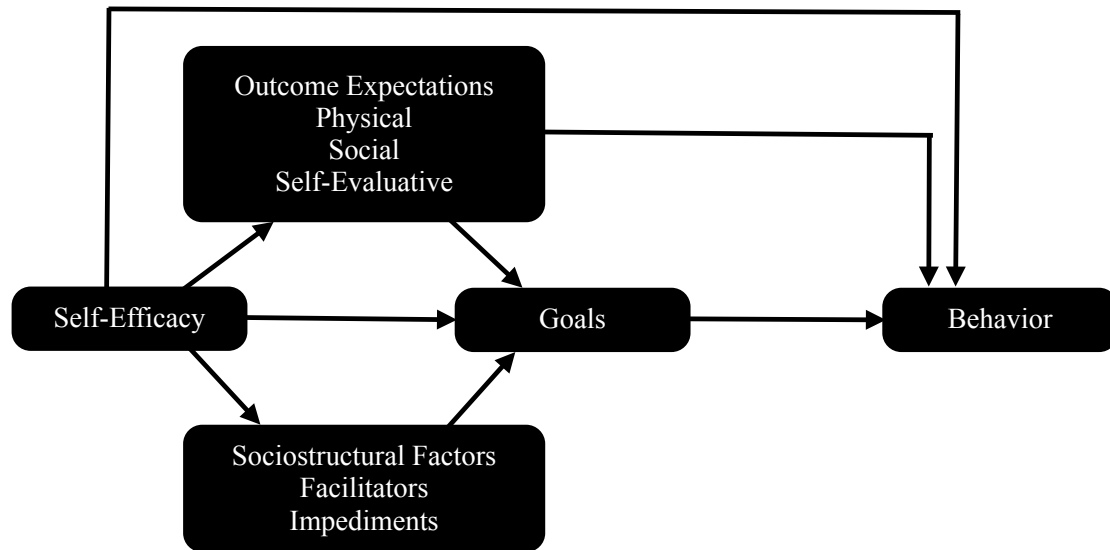 Outcome Expectations
Physical
Social
Self-Evaluative
Self-Efficacy
Goals
Behavior
Sociostructural Factors
Facilitators
Impediments